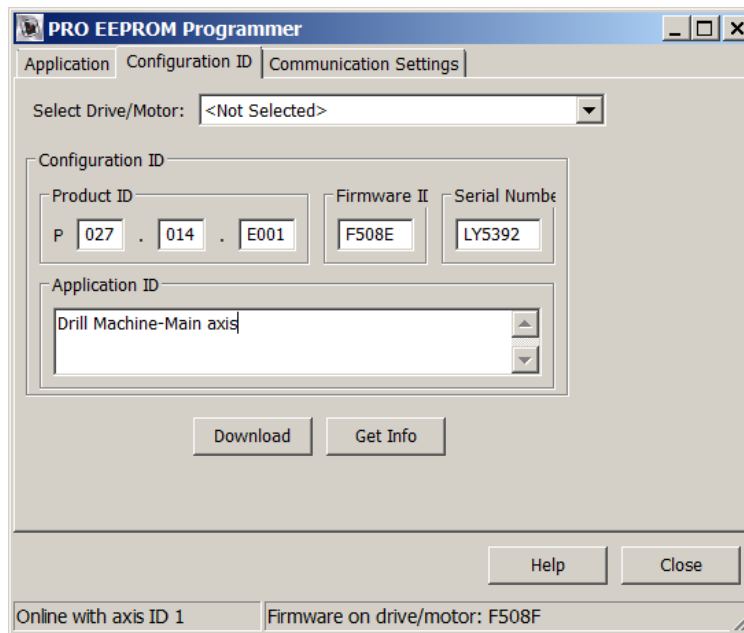 PRO EEPROM Programmer
Application Configuration ID Communication Settings
Select Drive/Motor: <Not Selected>
Configuration ID
Product ID Firmware ID Serial Numbe
P 027 . 014 . E001 F508E LY5392
Application ID
Drill Machine-Main axis
Download Get Info
Help Close
Online with axis ID 1 Firmware on drive/motor: F508F